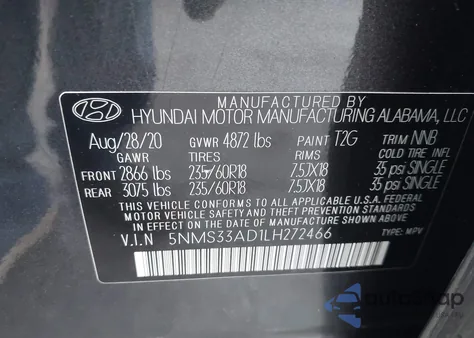 MANUFACTURED BY
HYUNDAI MOTOR MANUFACTURING ALABAMA, LLC
Aug/28/20 GVWR 4872 lbs PAINT T2G TRIM NNB
GAWR TIRES RIMS COLD TIRE INFL
FRONT 2866 lbs 235/60R18 7.5JX18 35 psi SINGLE
REAR 3075 lbs 235/60R18 7.5JX18 35 psi SINGLE
THIS VEHICLE CONFORMS TO ALL APPLICABLE U.S.A. FEDERAL
MOTOR VEHICLE SAFETY, BUMPER, AND THEFT PREVENTION
STANDARDS IN EFFECT ON THE DATE OF MANUFACTURE SHOWN ABOVE.
V.I.N 5NMS33AD1LH272466 TYPE: MPV